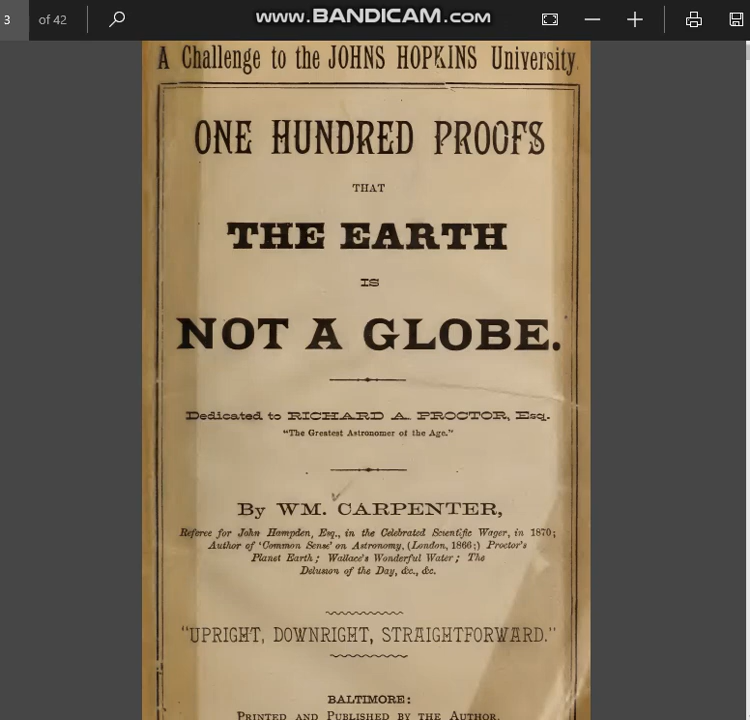 3 of 42
www.BANDICAM.com
A Challenge to the JOHNS HOPKINS University.
ONE HUNDRED PROOFS
THAT
THE EARTH
IS
NOT A GLOBE.
Dedicated to RICHARD A. PROCTOR, Esq.
"The Greatest Astronomer of the Age."
By WM. CARPENTER,
Referee for John Hampden, Esq., in the Celebrated Scientific Wager, in 1870;
Author of 'Common Sense' on Astronomy, (London, 1866;) Proctor's
Planet Earth; Wallace's Wonderful Water; The
Delusion of the Day, &c., &c.
"UPRIGHT, DOWNRIGHT, STRAIGHTFORWARD."
BALTIMORE:
PRINTED AND PUBLISHED BY THE AUTHOR.